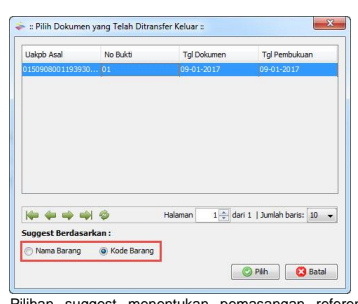 :: Pilih Dokumen yang Telah Ditransfer Keluar ::
Uakpb Asal No Bukti Tgl Dokumen Tgl Pembukuan
0150908001193930... 01 09-01-2017 09-01-2017
Halaman 1 dari 1 | Jumlah baris: 10
Suggest Berdasarkan :
Nama Barang Kode Barang
Pilih Batal
Pilihan suggest menentukan pemasangan referen